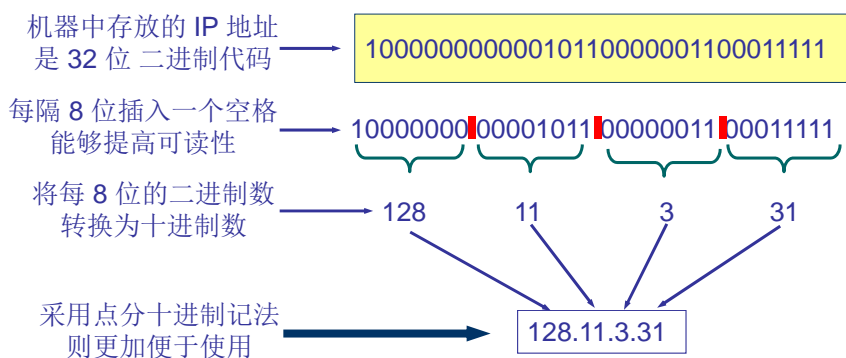 机器中存放的 IP 地址
是 32 位 二进制代码
10000000000010110000001100011111
每隔 8 位插入一个空格
能够提高可读性
10000000 00001011 00000011 00011111
将每 8 位的二进制数
转换为十进制数
128 11 3 31
采用点分十进制记法
则更加便于使用
128.11.3.31